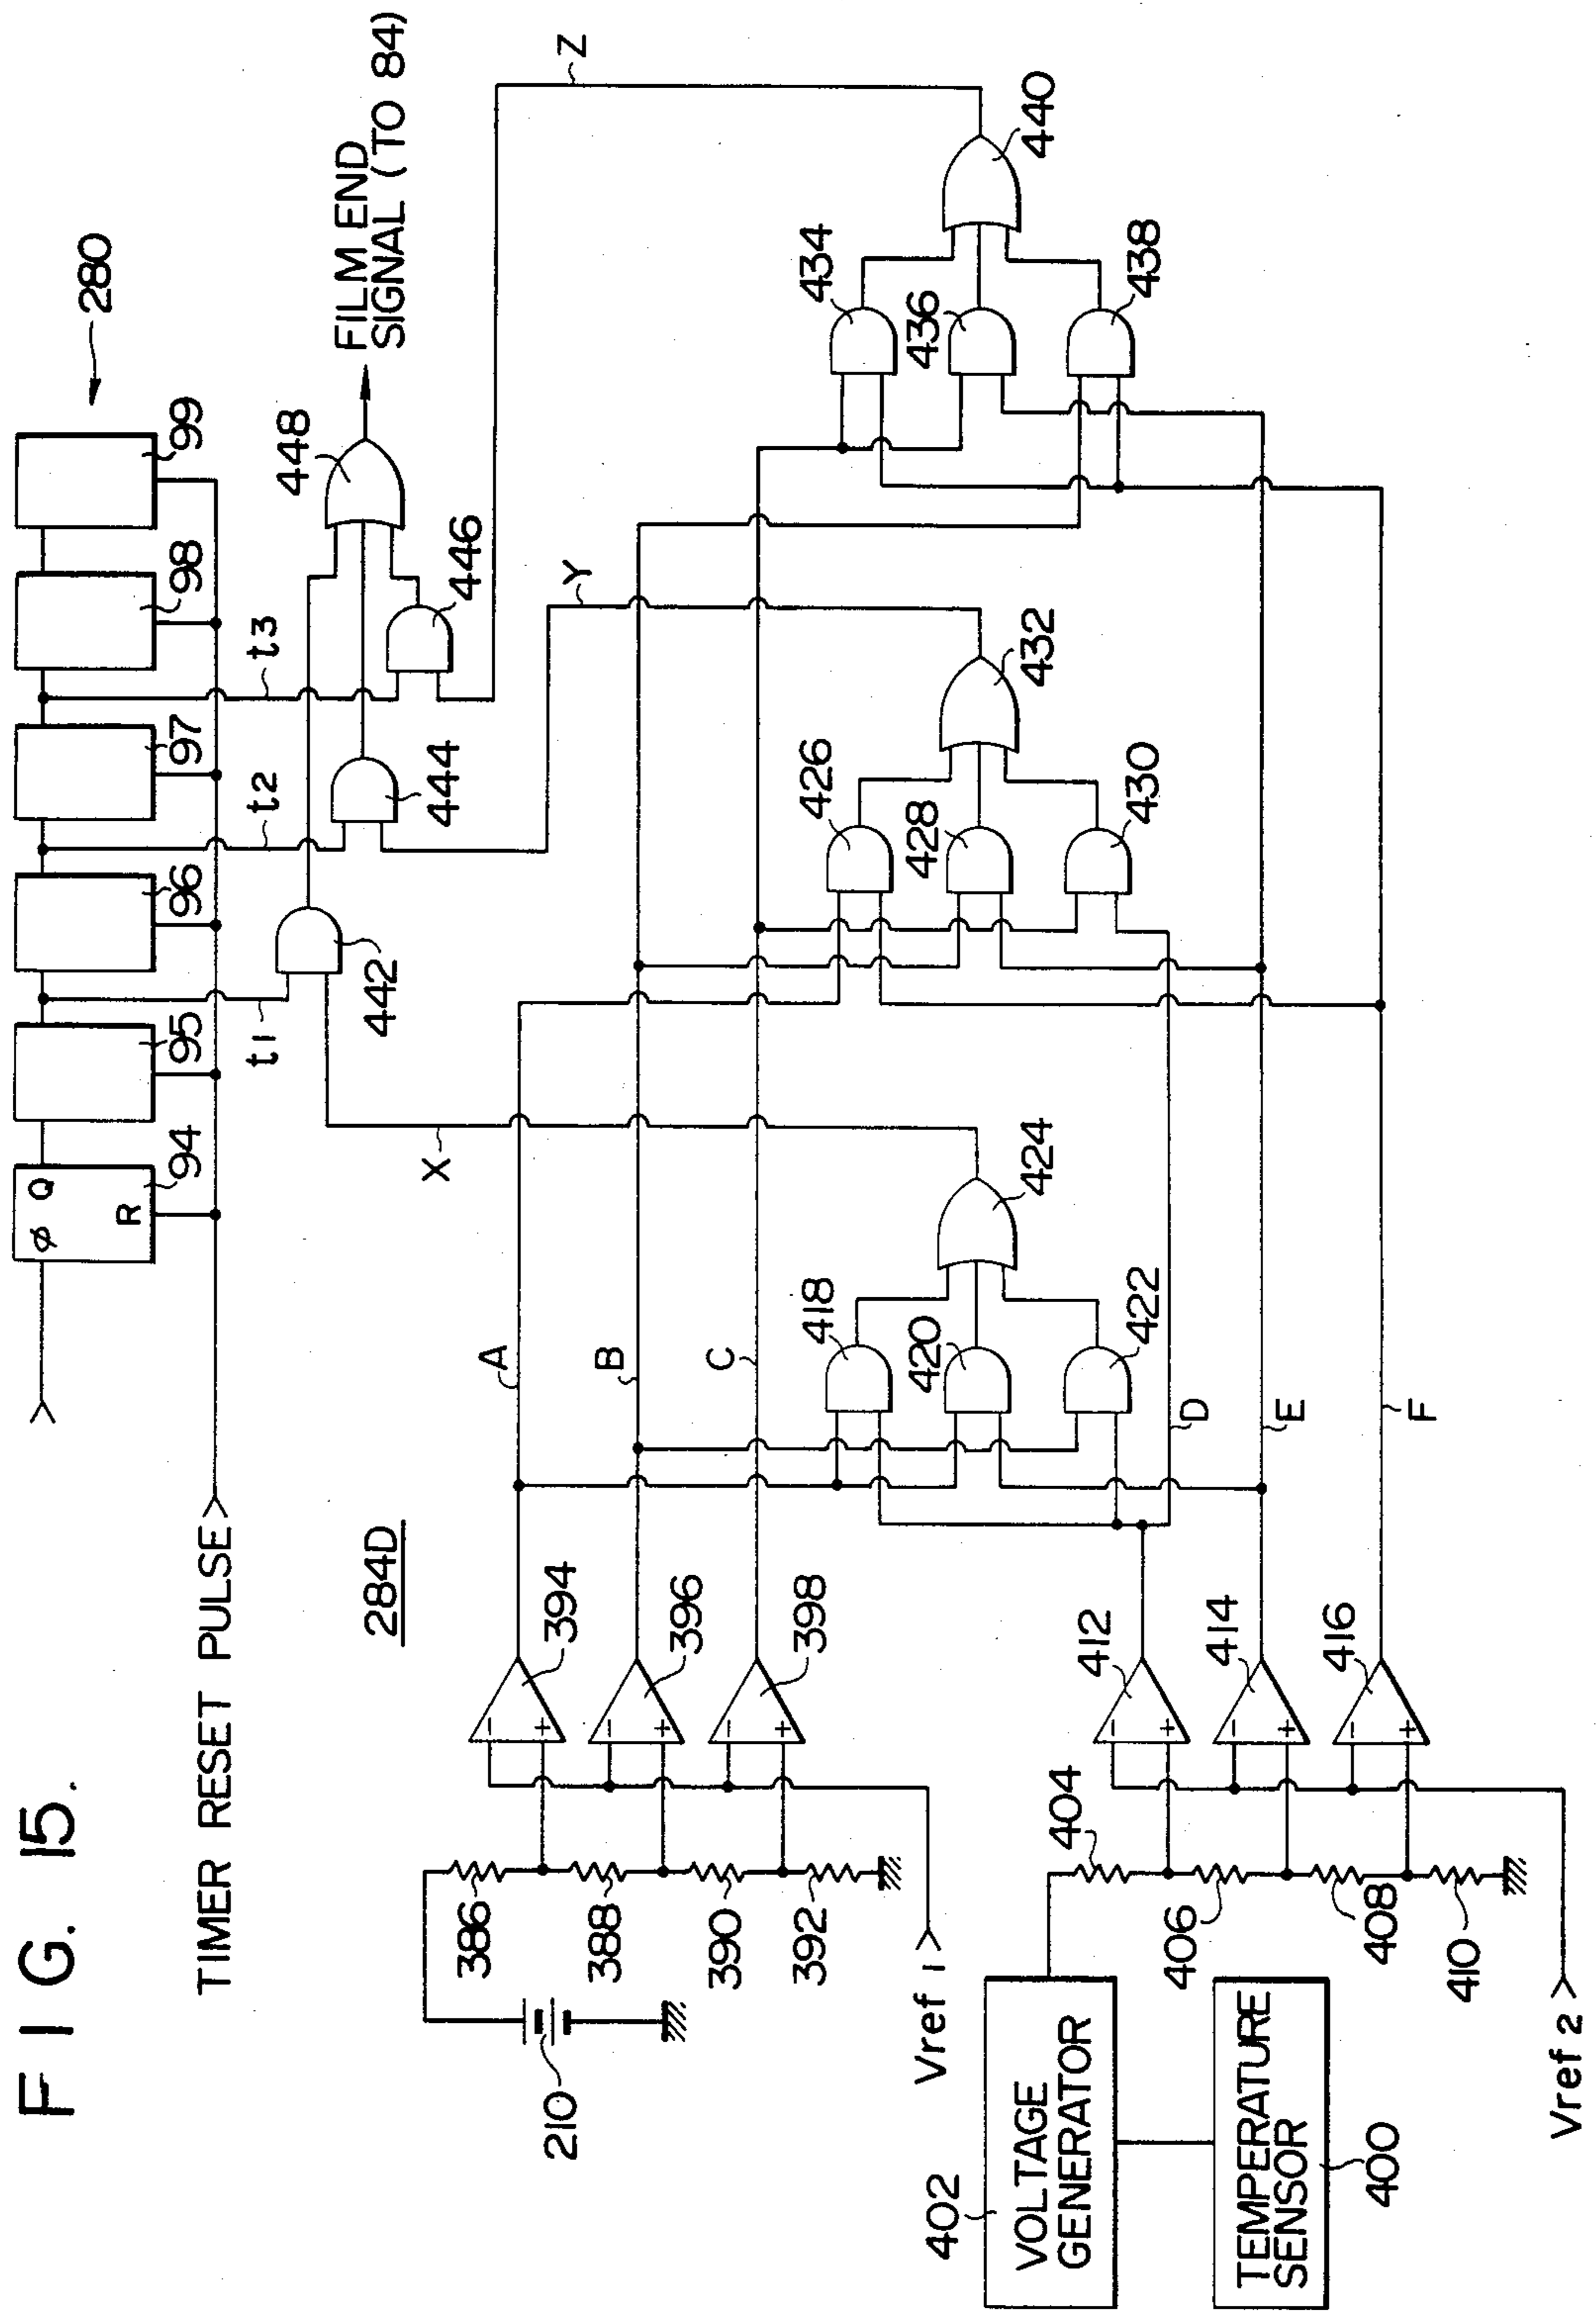 FIG. 15.
280
94
95
96
97
98
99
φ
Q
R
TIMER RESET PULSE
t1
t2
t3
442
444
446
448
FILM END
SIGNAL (TO 84)
284D
X
Y
Z
210
386
388
390
392
Vref 1
394
396
398
-
+
-
+
-
+
A
B
C
418
420
422
424
426
428
430
432
434
436
438
440
402
VOLTAGE
GENERATOR
TEMPERATURE
SENSOR
400
404
406
408
410
Vref 2
412
414
416
-
+
-
+
-
+
D
E
F